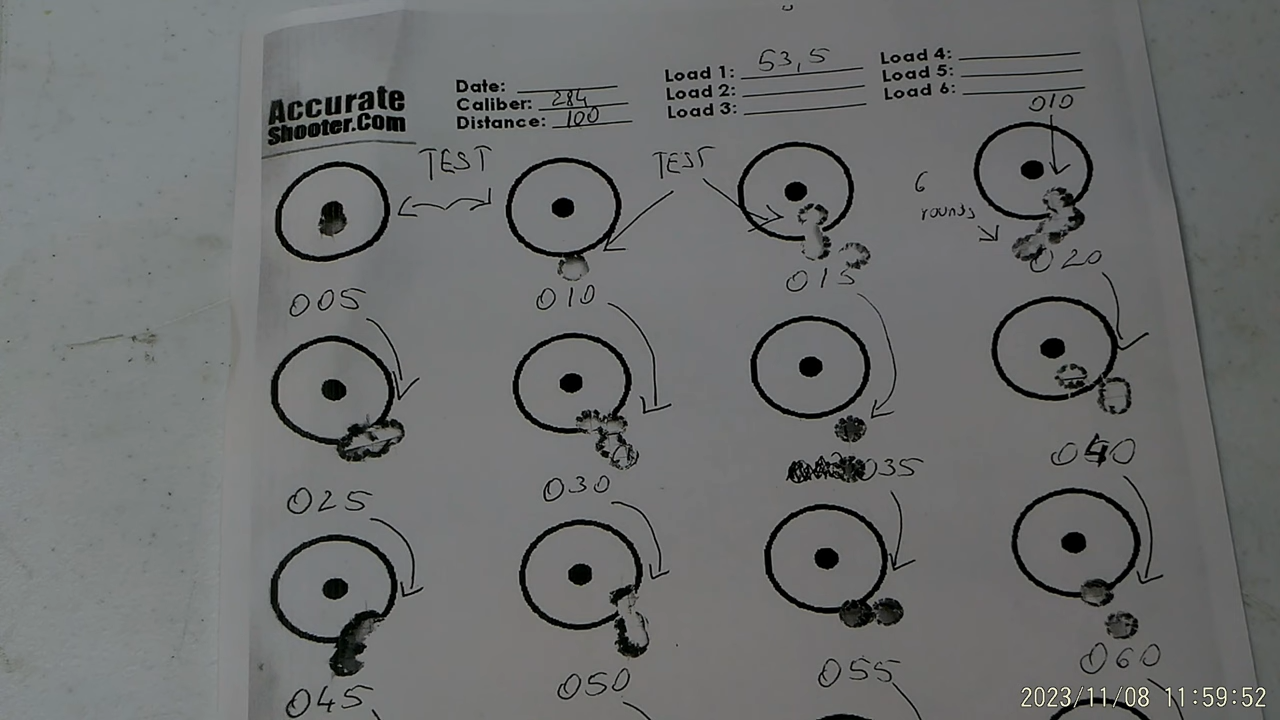 Accurate
Shooter.com
Date:
Caliber: 284
Distance: 100
Load 1: 53,5
Load 2:
Load 3:
Load 4:
Load 5:
Load 6:
010
TEST
TEST
6
rounds
005
010
015
020
025
030
035
040
045
050
055
060
2023/11/08 11:59:52